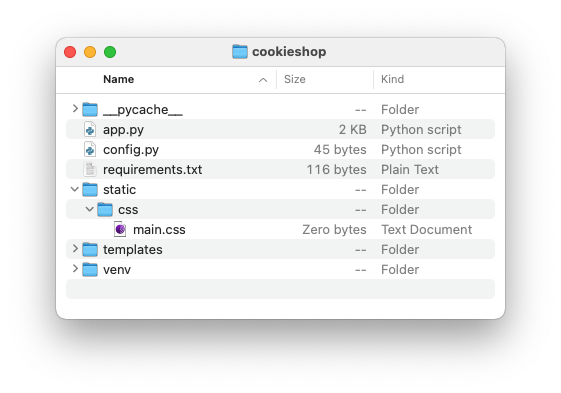 cookieshop
Name Size Kind
__pycache__ -- Folder
app.py 2 KB Python script
config.py 45 bytes Python script
requirements.txt 116 bytes Plain Text
static -- Folder
css -- Folder
main.css Zero bytes Text Document
templates -- Folder
venv -- Folder